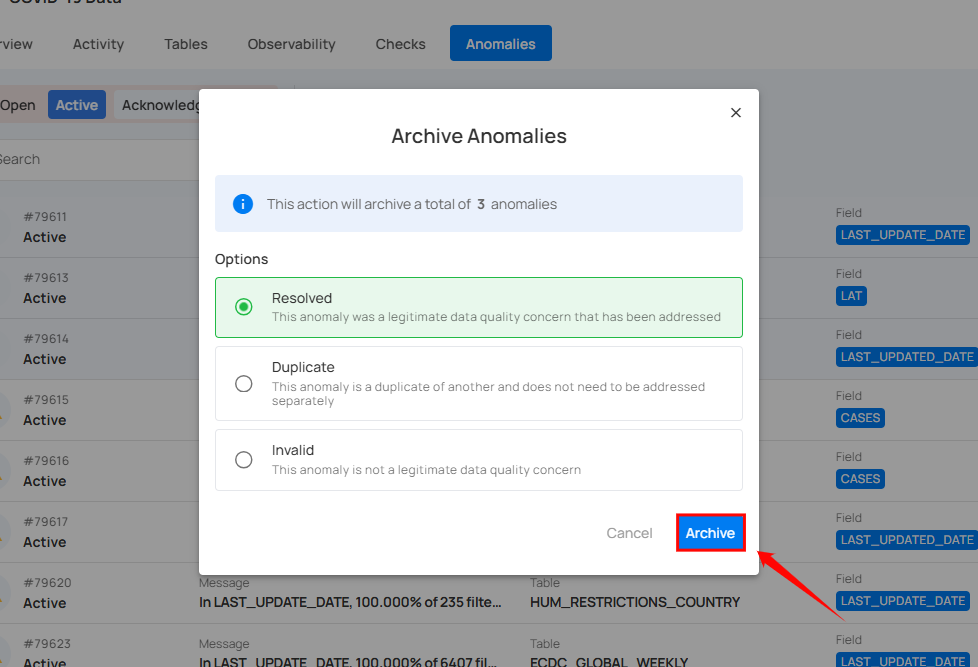 COVID-19 Data
rview Activity Tables Observability Checks Anomalies
Open Active Acknowledg
Search
Archive Anomalies
This action will archive a total of 3 anomalies
Options
Resolved
This anomaly was a legitimate data quality concern that has been addressed
Duplicate
This anomaly is a duplicate of another and does not need to be addressed
separately
Invalid
This anomaly is not a legitimate data quality concern
Cancel Archive
#79611 Field
Active LAST_UPDATE_DATE
#79613 Field
Active LAT
#79614 Field
Active LAST_UPDATED_DATE
#79615 Field
Active CASES
#79616 Field
Active CASES
#79617 Field
Active LAST_UPDATED_DATE
#79620 Message Table Field
Active In LAST_UPDATE_DATE, 100.000% of 235 filte... HUM_RESTRICTIONS_COUNTRY LAST_UPDATE_DATE
#79623 Message Table Field
Active In LAST_UPDATE_DATE, 100.000% of 6407 fil... ECDC_GLOBAL_WEEKLY LAST_UPDATE_DATE